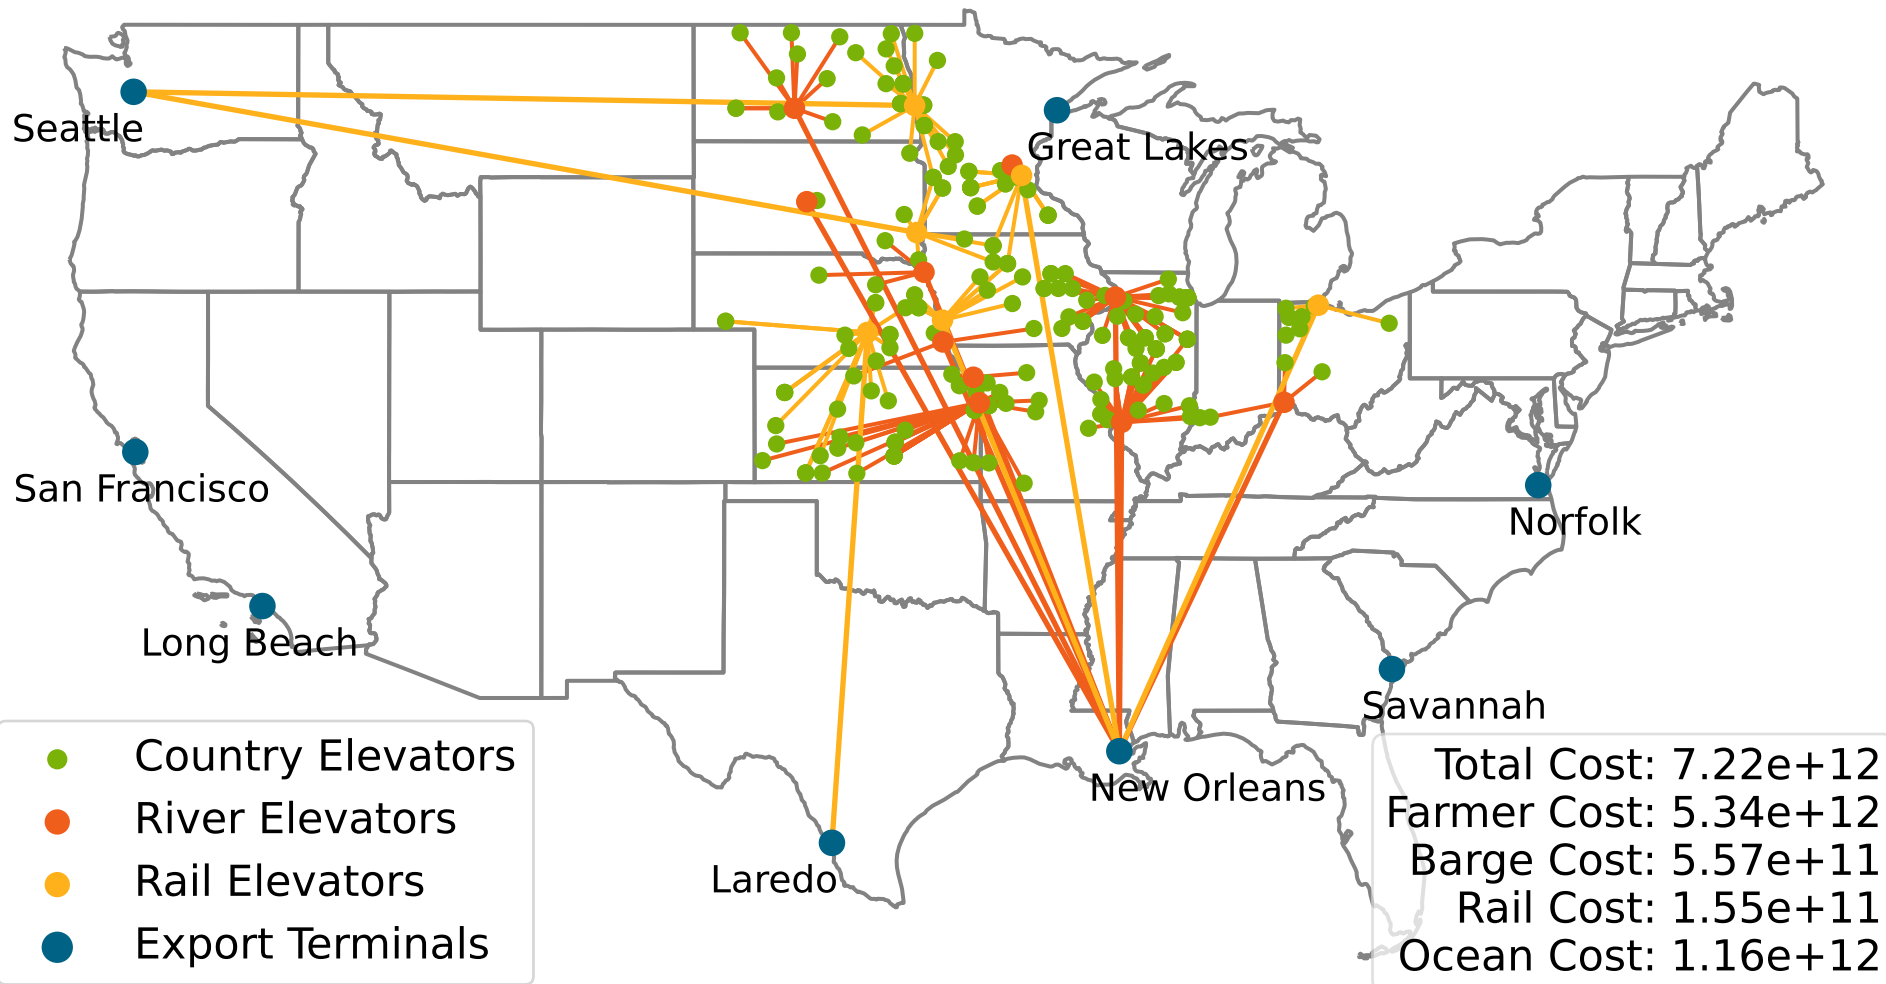 Seattle
Great Lakes
San Francisco
Norfolk
Long Beach
Savannah
New Orleans
Laredo
Country Elevators
River Elevators
Rail Elevators
Export Terminals
Total Cost: 7.22e+12
Farmer Cost: 5.34e+12
Barge Cost: 5.57e+11
Rail Cost: 1.55e+11
Ocean Cost: 1.16e+12